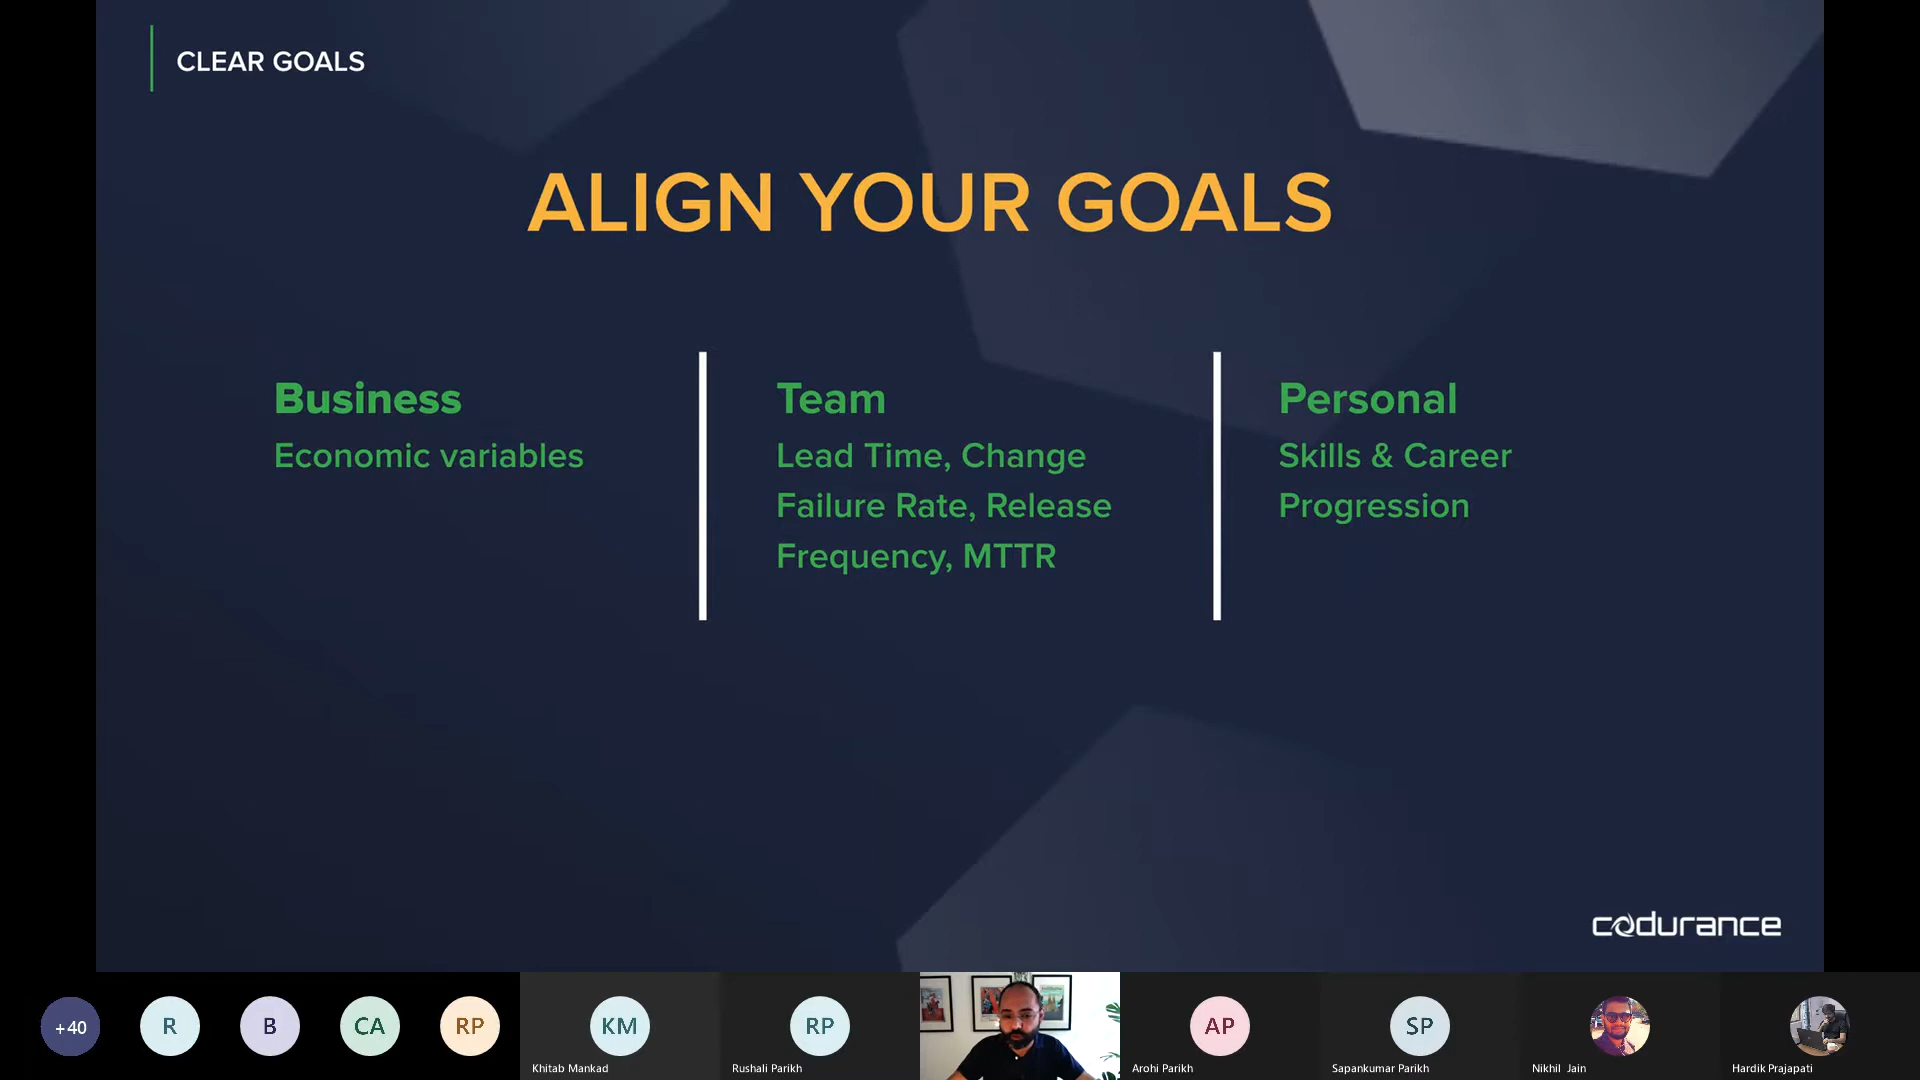 CLEAR GOALS
ALIGN YOUR GOALS
Business
Economic variables
Team
Lead Time, Change
Failure Rate, Release
Frequency, MTTR
Personal
Skills & Career
Progression
codurance
+40
R
B
CA
RP
KM
Khitab Mankad
RP
Rushali Parikh
AP
Arohi Parikh
SP
Sapankumar Parikh
Nikhil Jain
Hardik Prajapati